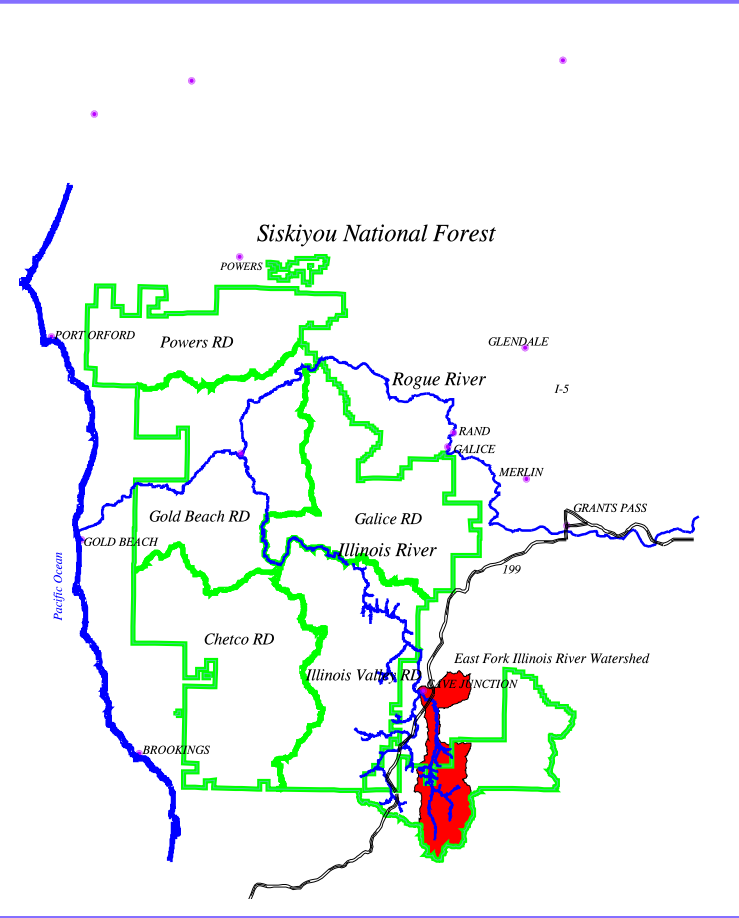 Siskiyou National Forest
POWERS
PORT ORFORD
Powers RD
GLENDALE
Rogue River
I-5
RAND
GALICE
MERLIN
GRANTS PASS
Gold Beach RD
Galice RD
GOLD BEACH
Illinois River
199
Pacific Ocean
Chetco RD
East Fork Illinois River Watershed
Illinois Valley RD
CAVE JUNCTION
BROOKINGS